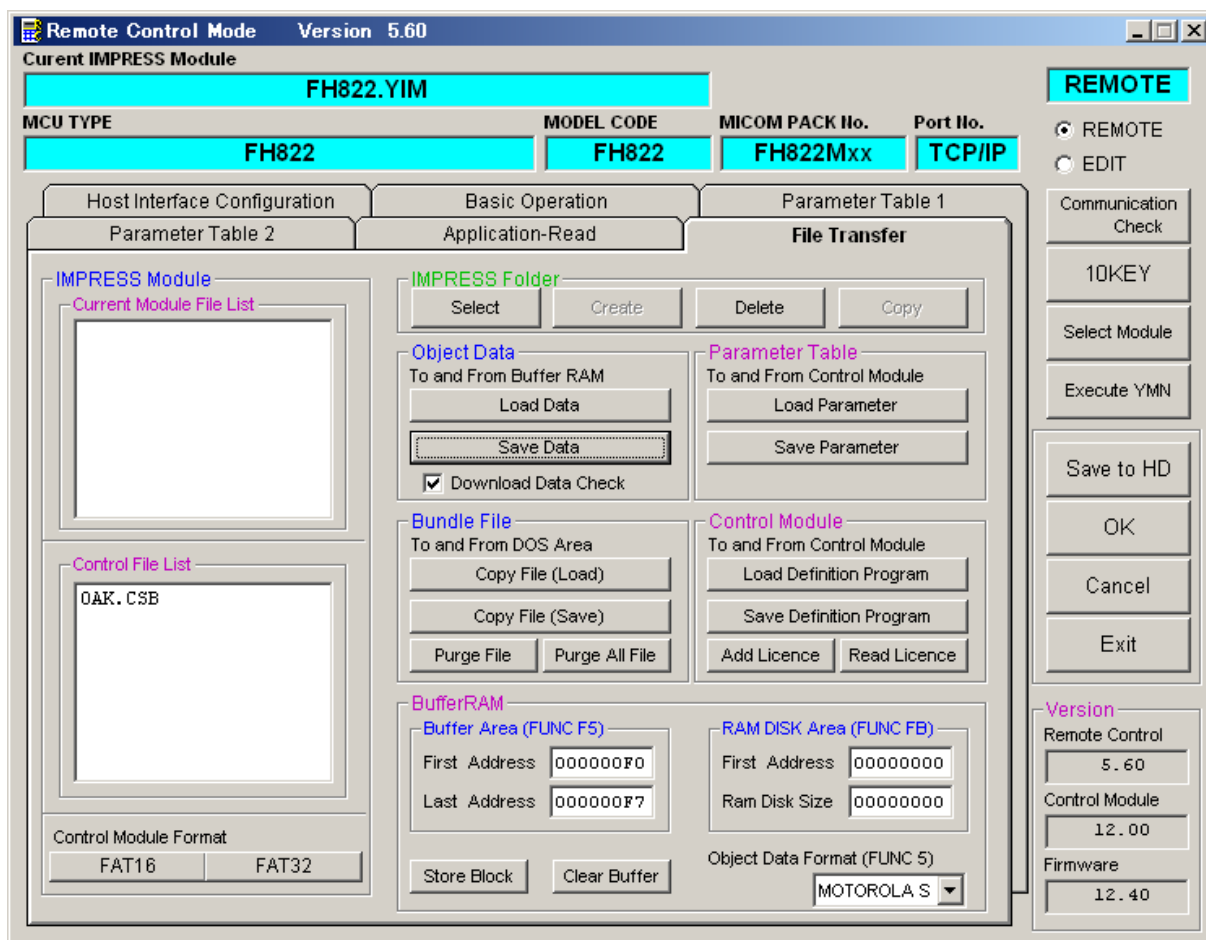 Remote Control Mode Version 5.60
Curent IMPRESS Module
FH822.YIM
REMOTE
MCU TYPE
MODEL CODE
MICOM PACK No.
Port No.
FH822
FH822
FH822Mxx
TCP/IP
REMOTE
EDIT
Host Interface Configuration
Basic Operation
Parameter Table 1
Parameter Table 2
Application-Read
File Transfer
IMPRESS Module
Current Module File List
Control File List
OAK.CSB
Control Module Format
FAT16
FAT32
IMPRESS Folder
Select
Create
Delete
Copy
Object Data
To and From Buffer RAM
Load Data
Save Data
Download Data Check
Parameter Table
To and From Control Module
Load Parameter
Save Parameter
Bundle File
To and From DOS Area
Copy File (Load)
Copy File (Save)
Purge File
Purge All File
Control Module
To and From Control Module
Load Definition Program
Save Definition Program
Add Licence
Read Licence
BufferRAM
Buffer Area (FUNC F5)
First Address
000000F0
Last Address
000000F7
RAM DISK Area (FUNC FB)
First Address
00000000
Ram Disk Size
00000000
Store Block
Clear Buffer
Object Data Format (FUNC 5)
MOTOROLA S
Communication
Check
10KEY
Select Module
Execute YMN
Save to HD
OK
Cancel
Exit
Version
Remote Control
5.60
Control Module
12.00
Firmware
12.40